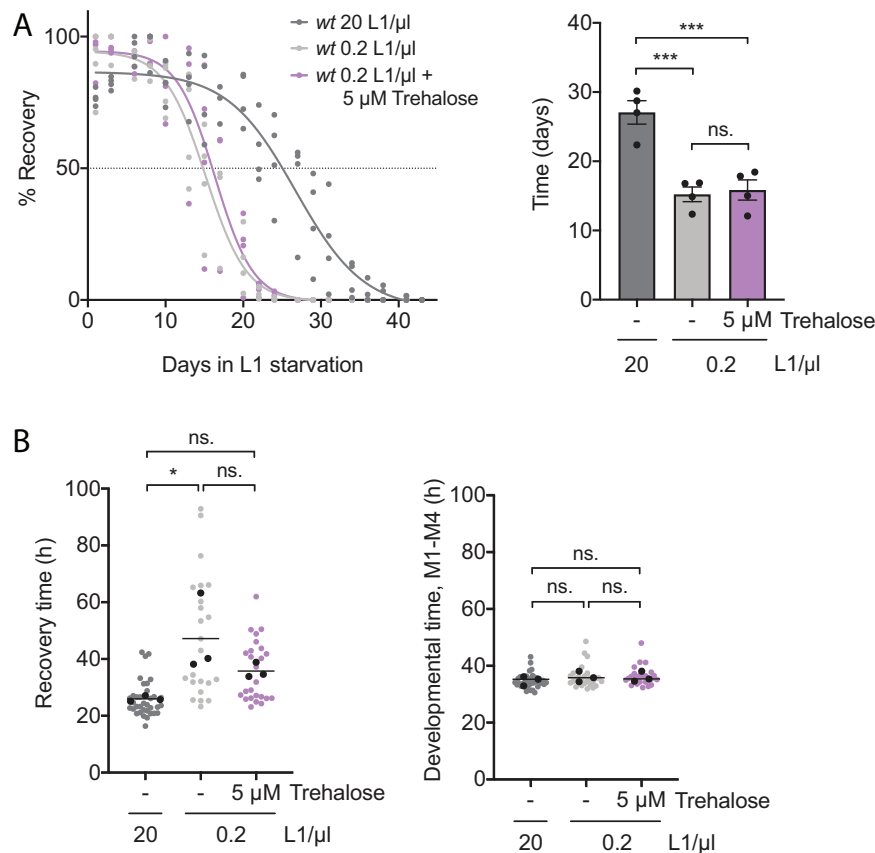 A
wt 20 L1/µl
wt 0.2 L1/µl
wt 0.2 L1/µl +
5 µM Trehalose
% Recovery
100
50
0
0 10 20 30 40
Days in L1 starvation
***
***
ns.
Time (days)
40
30
20
10
0
- - 5 µM Trehalose
20 0.2 L1/µl
B
ns.
* ns.
Recovery time (h)
100
80
60
40
20
0
- - 5 µM Trehalose
20 0.2 L1/µl
ns.
ns. ns.
Developmental time, M1-M4 (h)
100
80
60
40
20
0
- - 5 µM Trehalose
20 0.2 L1/µl